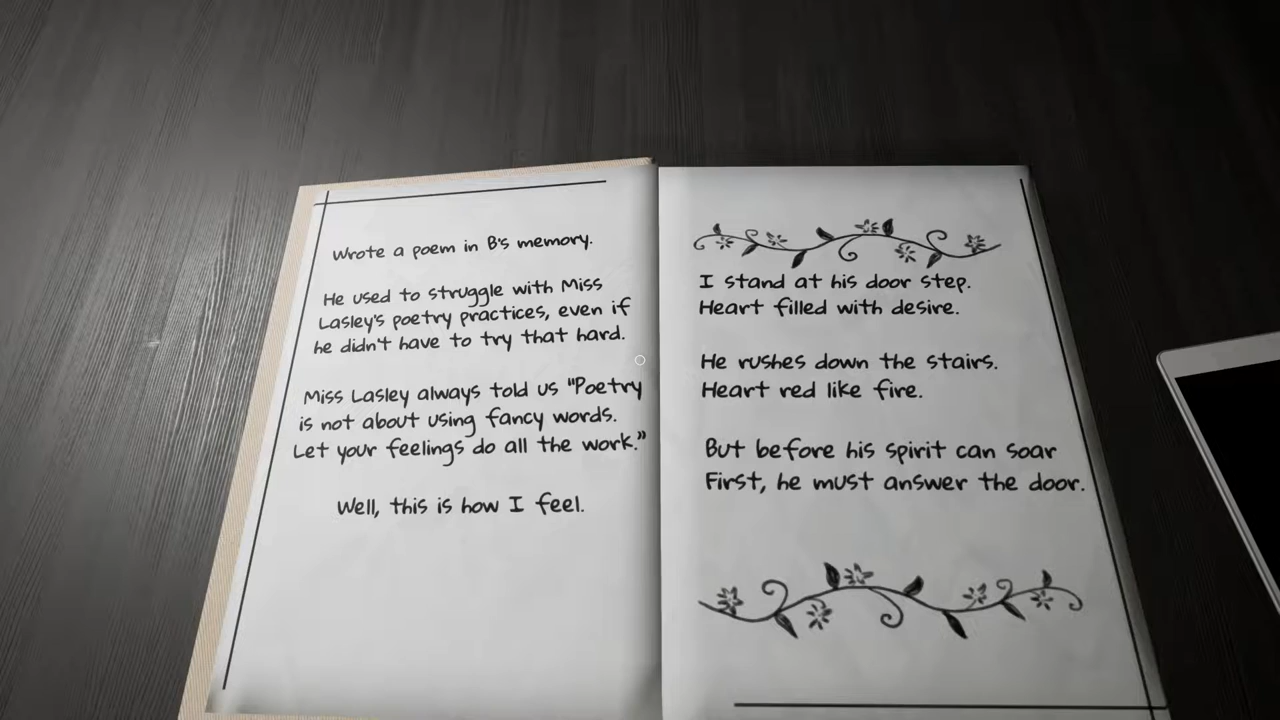 Wrote a poem in B's memory.
He used to struggle with Miss
Lasley's poetry practices, even if
he didn't have to try that hard.
Miss Lasley always told us "Poetry
is not about using fancy words.
Let your feelings do all the work."
Well, this is how I feel.
I stand at his door step.
Heart filled with desire.
He rushes down the stairs.
Heart red like fire.
But before his spirit can soar
First, he must answer the door.